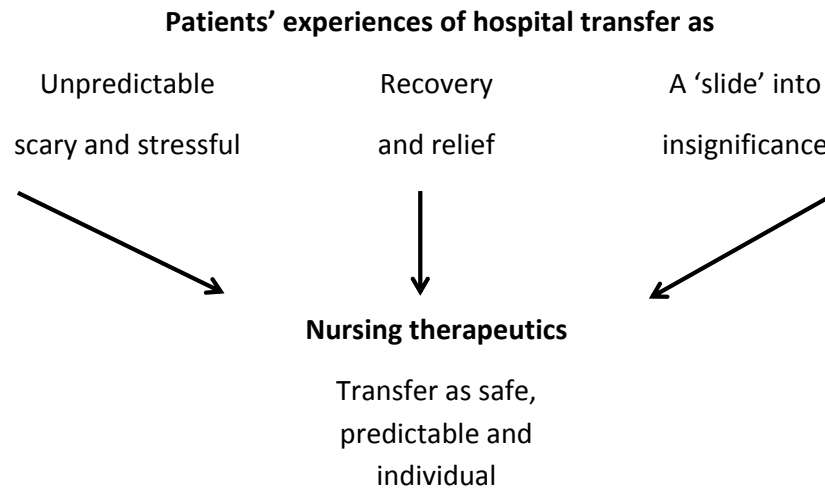 Patients’ experiences of hospital transfer as
Unpredictable
scary and stressful
Recovery
and relief
A ‘slide’ into
insignificance
Nursing therapeutics
Transfer as safe,
predictable and
individual